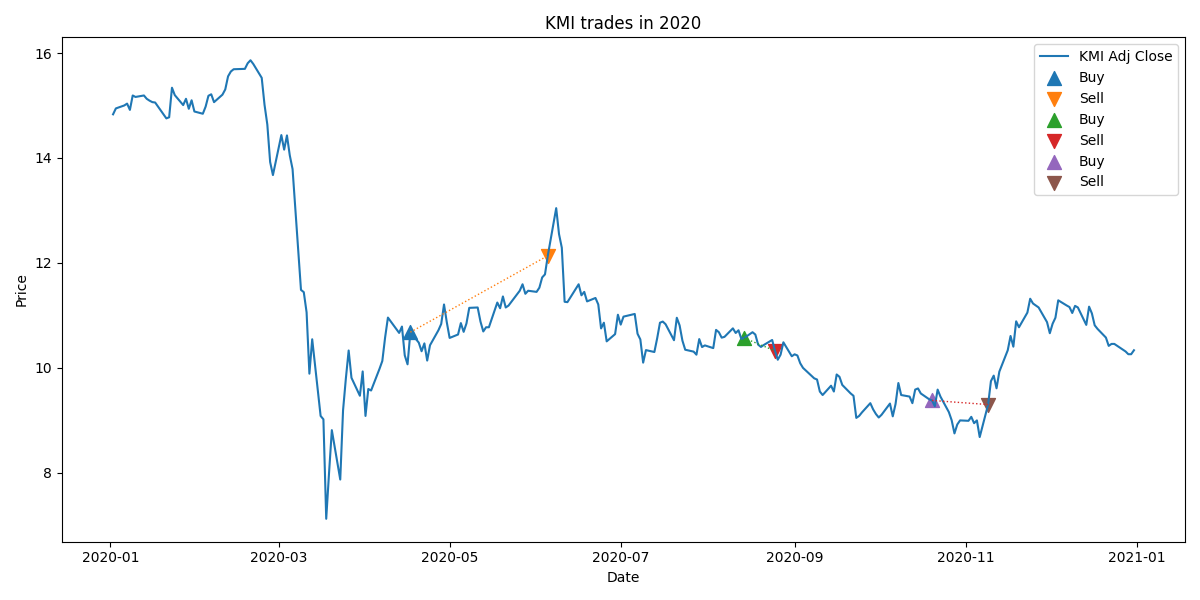 KMI trades in 2020
KMI Adj Close
Buy
Sell
Buy
Sell
Buy
Sell
Price
16
14
12
10
8
2020-01
2020-03
2020-05
2020-07
2020-09
2020-11
2021-01
Date